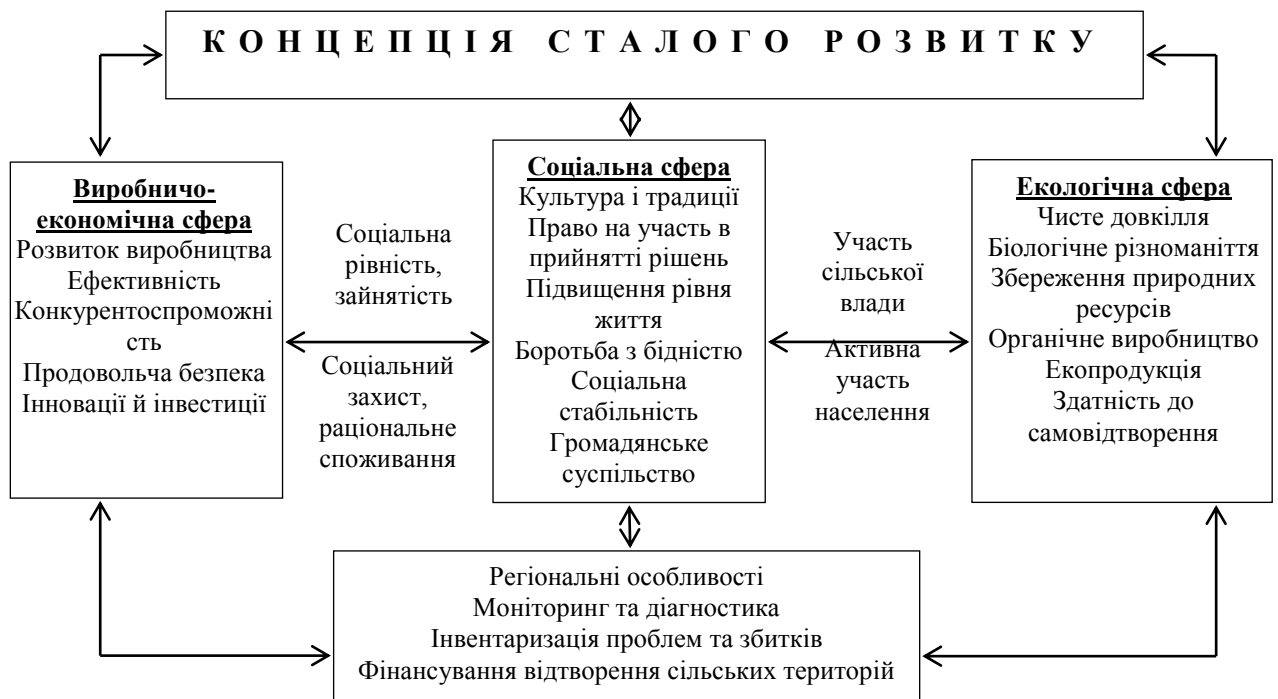 КОНЦЕПЦІЯ СТАЛОГО РОЗВИТКУ
Виробничо-
економічна сфера
Розвиток виробництва
Ефективність
Конкурентоспроможні
сть
Продовольча безпека
Інновації й інвестиції
Соціальна
рівність,
зайнятість
Соціальний
захист,
раціональне
споживання
Соціальна сфера
Культура і традиції
Право на участь в
прийнятті рішень
Підвищення рівня
життя
Боротьба з бідністю
Соціальна
стабільність
Громадянське
суспільство
Участь
сільської
влади
Активна
участь
населення
Екологічна сфера
Чисте довкілля
Біологічне різноманіття
Збереження природних
ресурсів
Органічне виробництво
Екопродукція
Здатність до
самовідтворення
Регіональні особливості
Моніторинг та діагностика
Інвентаризація проблем та збитків
Фінансування відтворення сільських територій